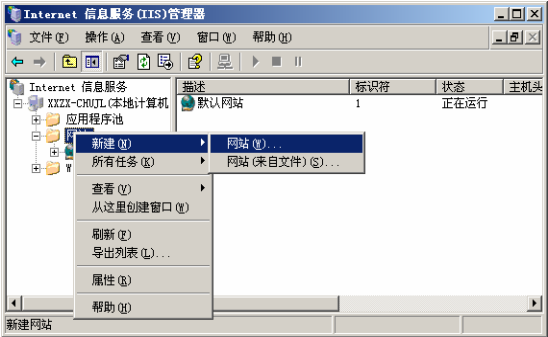 Internet 信息服务(IIS)管理器
文件(F) 操作(A) 查看(V) 窗口(W) 帮助(H)
Internet 信息服务
XXZX-CHUJL(本地计算机
应用程序池
描述 标识符 状态 主机头
默认网站 1 正在运行
新建(N)
所有任务(K)
查看(V)
从这里创建窗口(W)
刷新(F)
导出列表(L)...
属性(R)
帮助(H)
网站(W)...
网站(来自文件)(S)...
新建网站